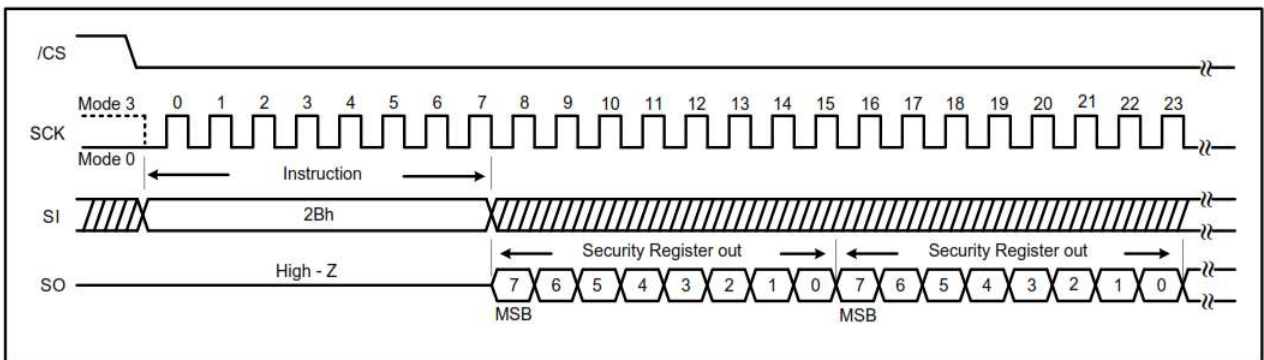 /CS
Mode 3 0 1 2 3 4 5 6 7 8 9 10 11 12 13 14 15 16 17 18 19 20 21 22 23
SCK
Mode 0
Instruction
SI 2Bh
Security Register out Security Register out
SO High - Z 7 6 5 4 3 2 1 0 7 6 5 4 3 2 1 0
MSB MSB